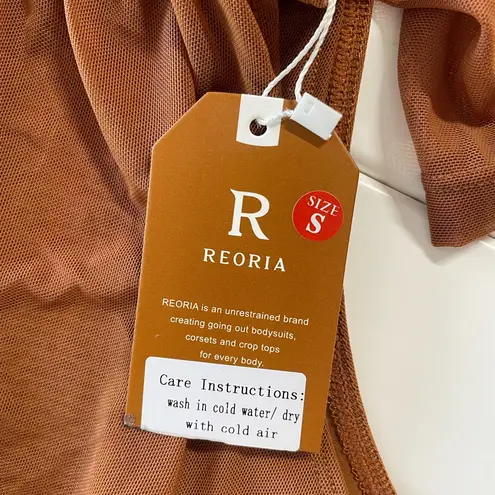 R
SIZE
S
REORIA
REORIA is an unrestrained brand
creating going out bodysuits,
corsets and crop tops
for every body.
Care Instructions:
wash in cold water/ dry
with cold air